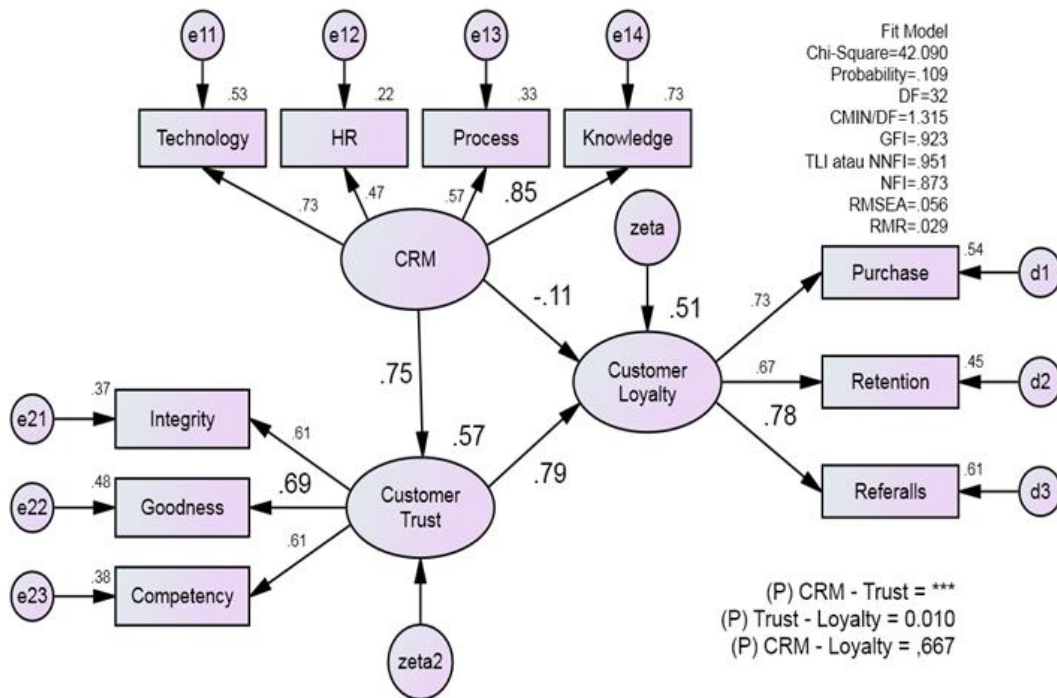 e11
e12
e13
e14
Fit Model
Chi-Square=42.090
Probability=.109
DF=32
CMIN/DF=1.315
GFI=.923
TLI atau NNFI=.951
NFI=.873
RMSEA=.056
RMR=.029
.53
.22
.33
.73
Technology
HR
Process
Knowledge
.73
.47
.57
.85
CRM
zeta
.54
Purchase
d1
-.11
.51
.73
Customer
Loyalty
.67
.45
Retention
d2
.75
.78
.37
e21
Integrity
.61
.57
.79
.48
e22
Goodness
.69
Customer
Trust
.61
Referalls
d3
.38
e23
Competency
.61
zeta2
(P) CRM - Trust = ***
(P) Trust - Loyalty = 0.010
(P) CRM - Loyalty = ,667